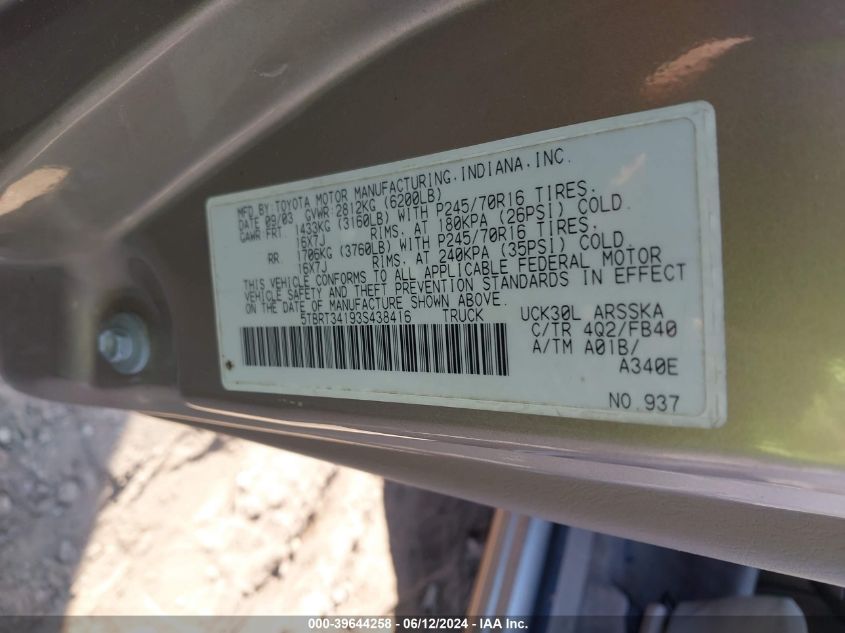 MFD.BY TOYOTA MOTOR MANUFACTURING.INDIANA,INC.
DATE 09/03 GVWR 2812KG (6200LB)
GAWR FRT 1433KG (3160LB) WITH P245/70R16 TIRES.
16X7J RIMS. AT 180KPA (26PSI) COLD.
RR 1706KG (3760LB) WITH P245/70R16 TIRES.
16X7J RIMS. AT 240KPA (35PSI) COLD.
THIS VEHICLE CONFORMS TO ALL APPLICABLE FEDERAL MOTOR
VEHICLE SAFETY AND THEFT PREVENTION STANDARDS IN EFFECT
ON THE DATE OF MANUFACTURE SHOWN ABOVE.
5TBRT34193S438416 TRUCK UCK30L ARSSKA
C/TR 4Q2/FB40
A/TM A01B/
A340E
NO.937
000-39644258 - 06/12/2024 - IAA Inc.